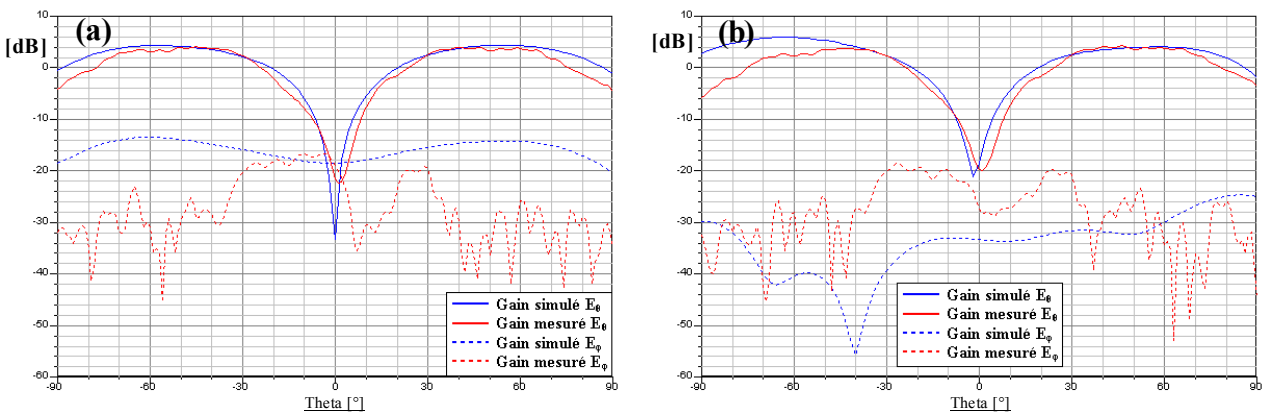 (a)
[dB]
10
0
-10
-20
-30
-40
-50
-60
-90
-60
-30
0
30
60
90
Theta [°]
Gain simulé Eθ
Gain mesuré Eθ
Gain simulé Eφ
Gain mesuré Eφ
(b)
[dB]
10
0
-10
-20
-30
-40
-50
-60
-90
-60
-30
0
30
60
90
Theta [°]
Gain simulé Eθ
Gain mesuré Eθ
Gain simulé Eφ
Gain mesuré Eφ